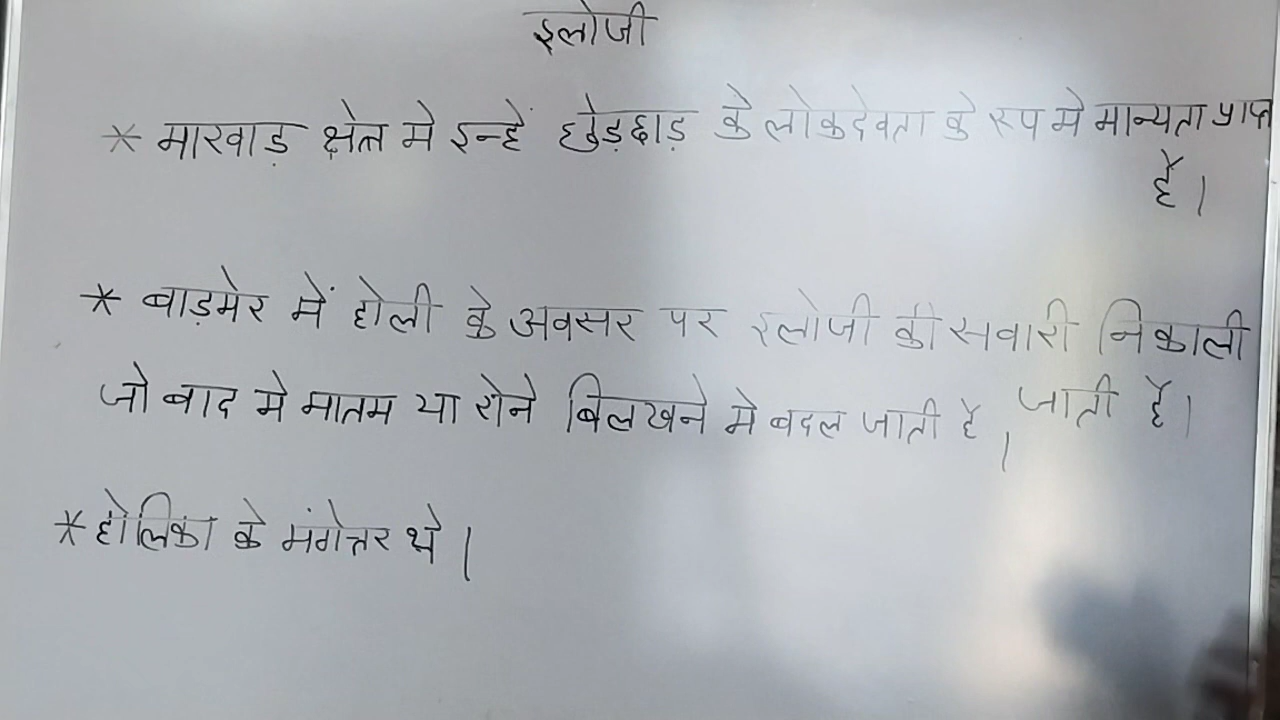 इलोजी
* मारवाड़ क्षेत्र मे इन्हें छेड़छाड़ के लोकदेवता के रूप मे मान्यता प्राप्त
है।
* बाड़मेर में होली के अवसर पर इलोजी की सवारी निकाली
जाती है।
जो बाद मे मातम या रोने बिलखने मे बदल जाती है।
* होलिका के मंगेतर थे।